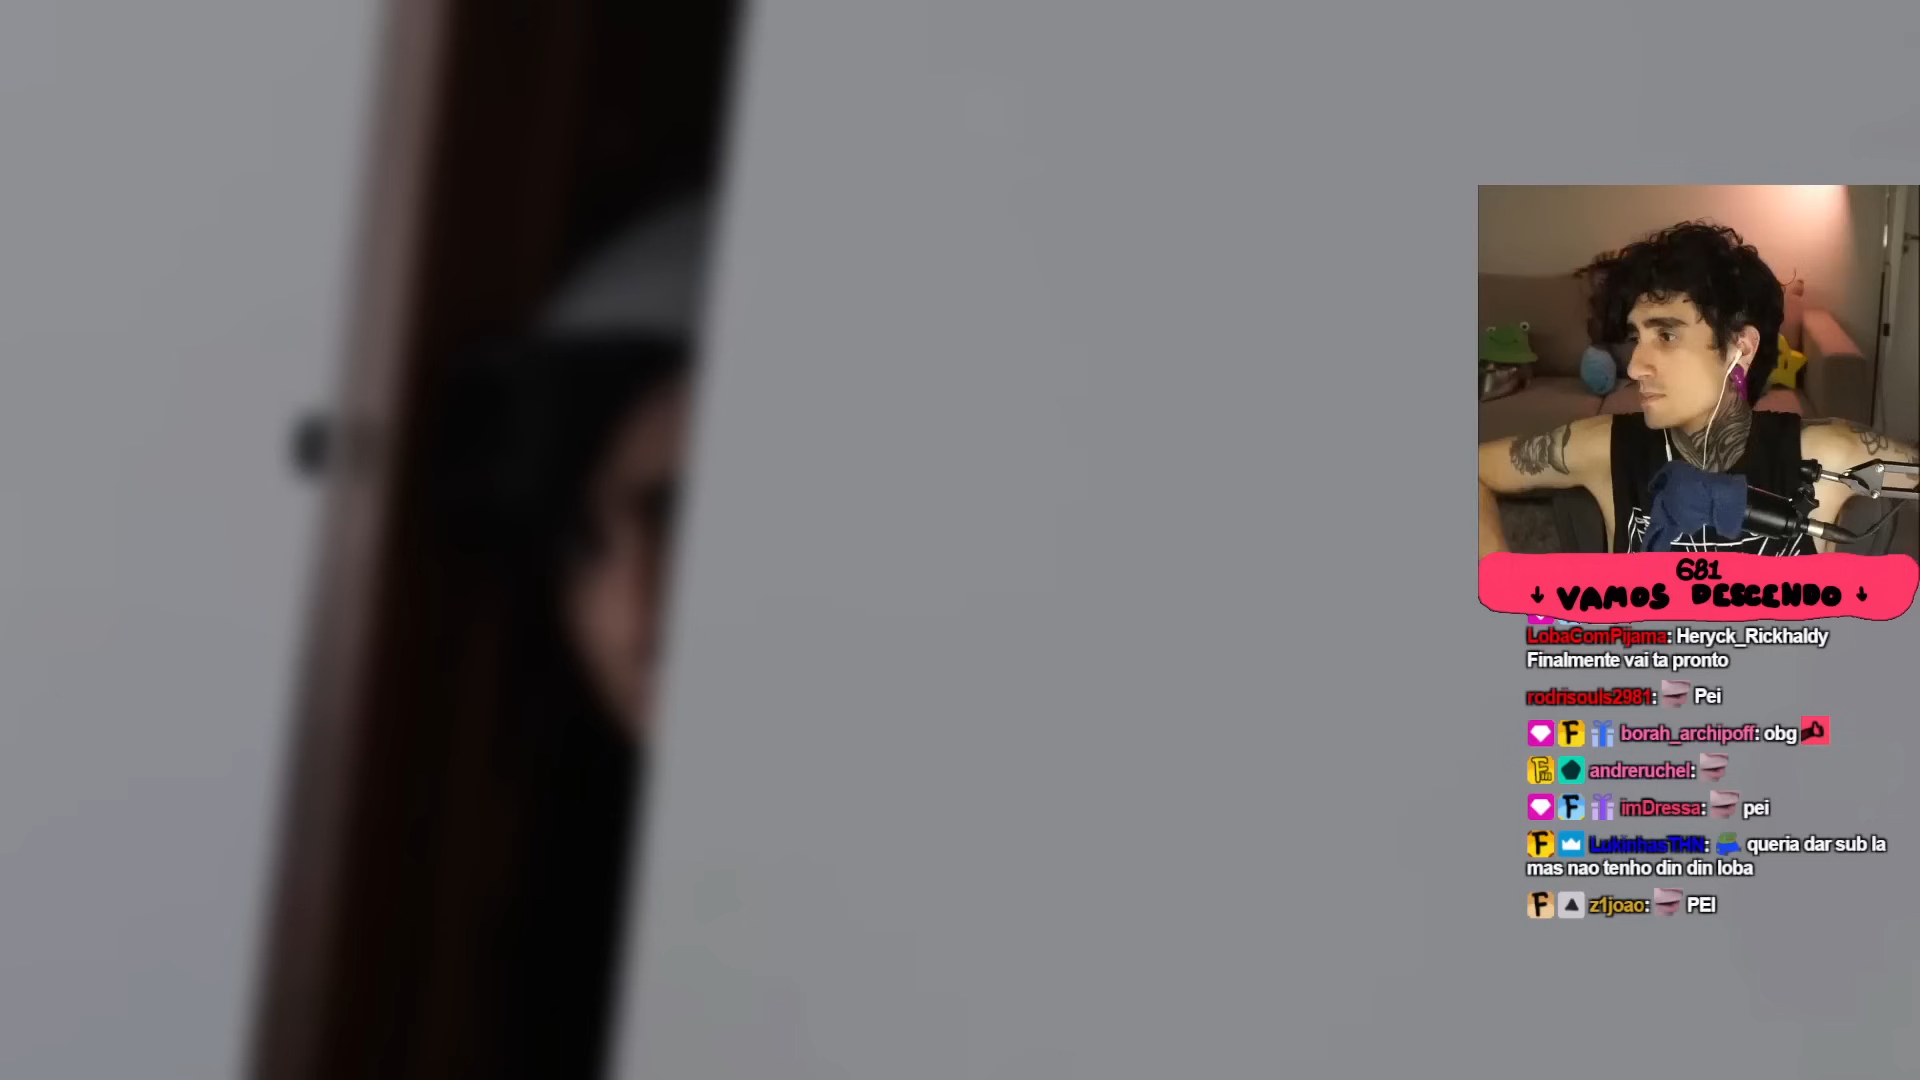 681
↓ VAMOS DESCENDO ↓
LobaComPijama: Heryck_Rickhaldy
Finalmente vai ta pronto
rodrisouls2981: Pei
borah_archipoff: obg
andreruchel:
imDressa: pei
LukinhasTHN: queria dar sub la
mas nao tenho din din loba
z1joao: PEI